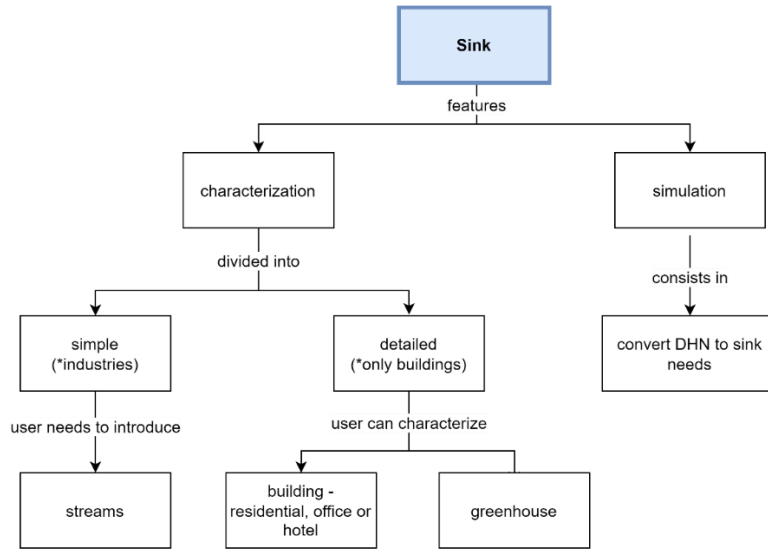 Sink
features
characterization
simulation
divided into
consists in
simple
(*industries)
detailed
(*only buildings)
convert DHN to sink
needs
user needs to introduce
user can characterize
streams
building -
residential, office or
hotel
greenhouse